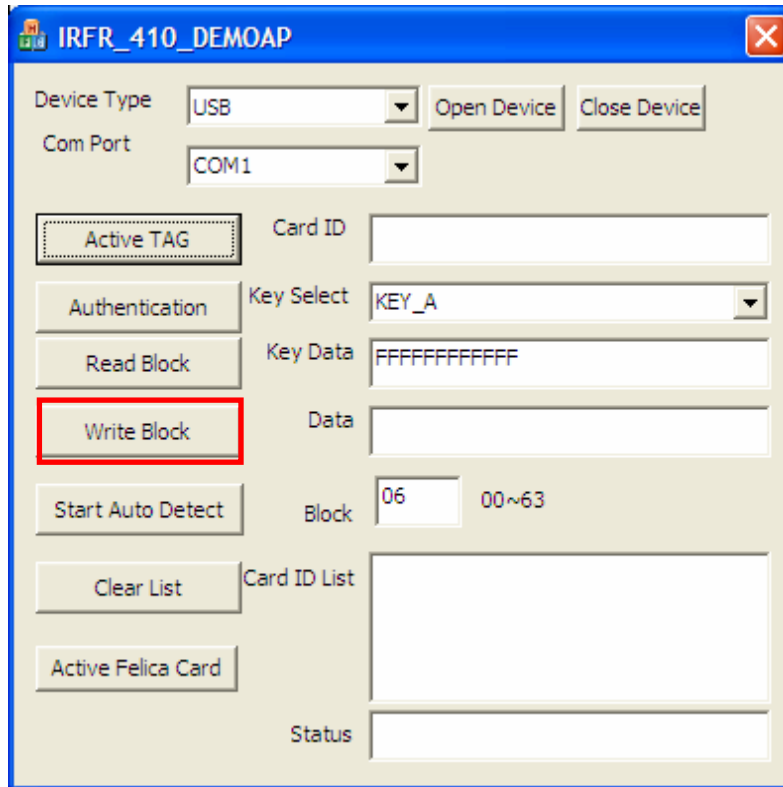 IRFR_410_DEMOAP
Device Type USB Open Device Close Device
Com Port COM1
Active TAG Card ID
Authentication Key Select KEY_A
Read Block Key Data FFFFFFFFFFFF
Write Block Data
Start Auto Detect Block 06 00~63
Clear List Card ID List
Active Felica Card
Status